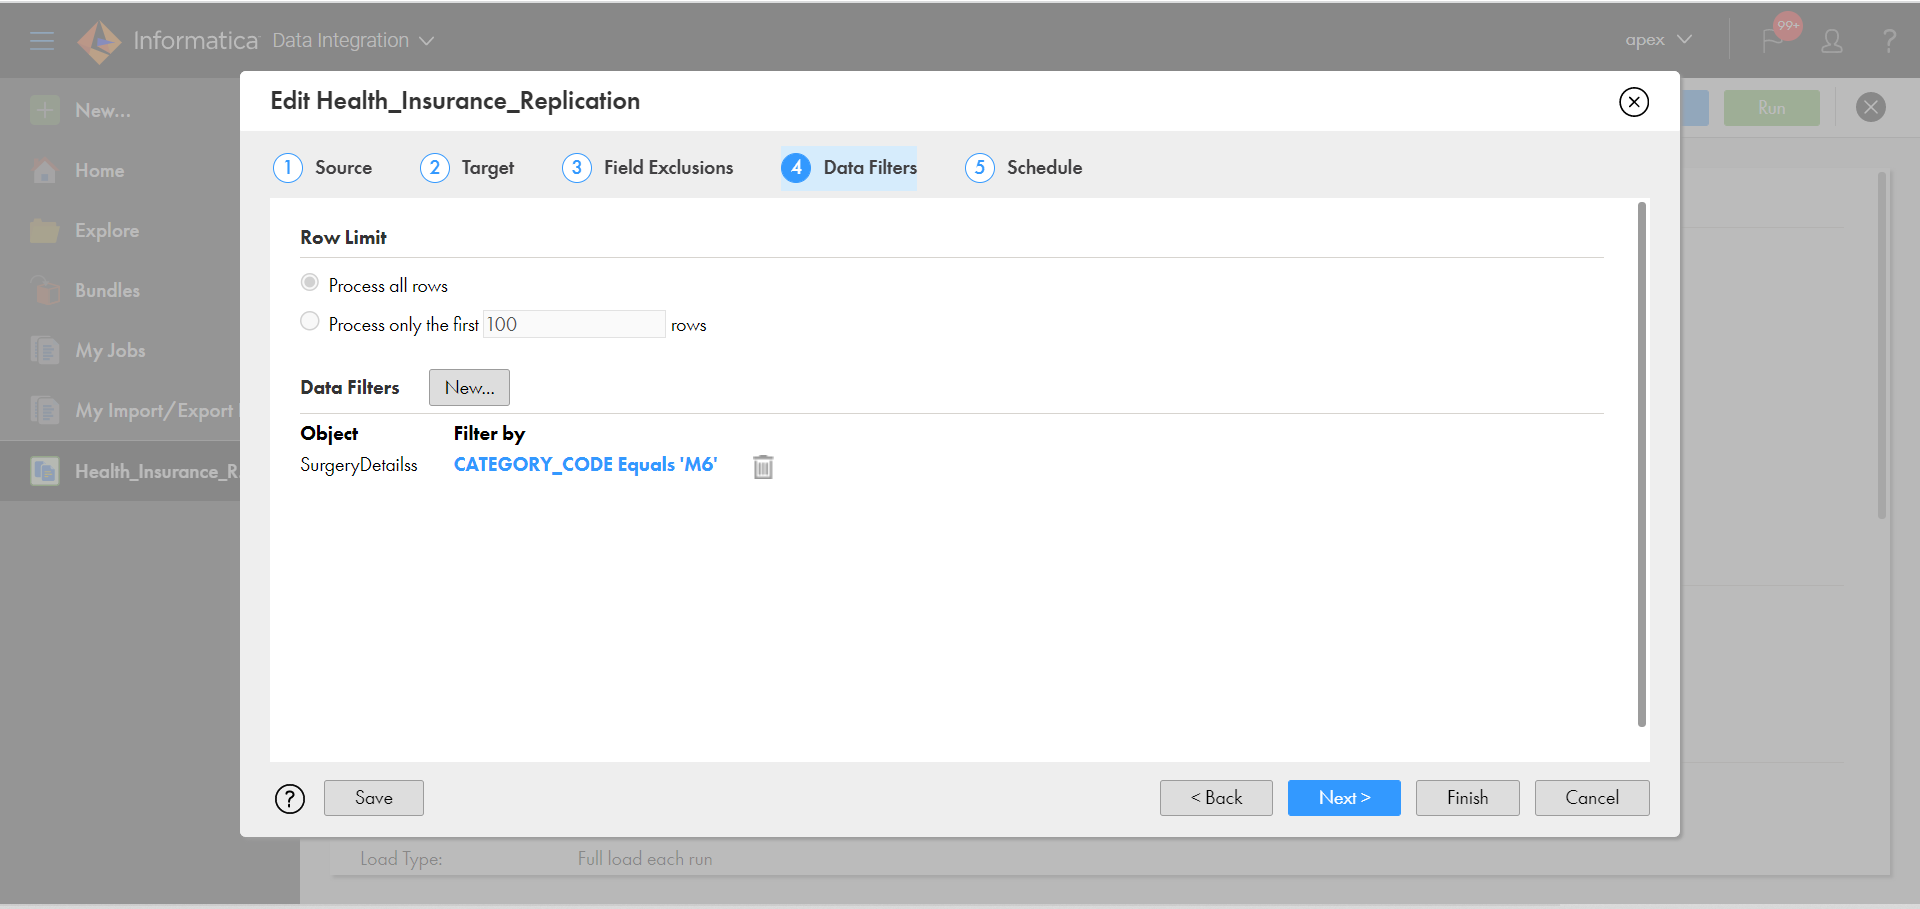 Informatica Data Integration
apex
99+
?
New...
Home
Explore
Bundles
My Jobs
My Import/Export
Health_Insurance_R
Run
Edit Health_Insurance_Replication
1 Source 2 Target 3 Field Exclusions 4 Data Filters 5 Schedule
Row Limit
Process all rows
Process only the first 100 rows
Data Filters New...
Object Filter by
SurgeryDetailss CATEGORY_CODE Equals 'M6'
? Save < Back Next > Finish Cancel
Load Type: Full load each run